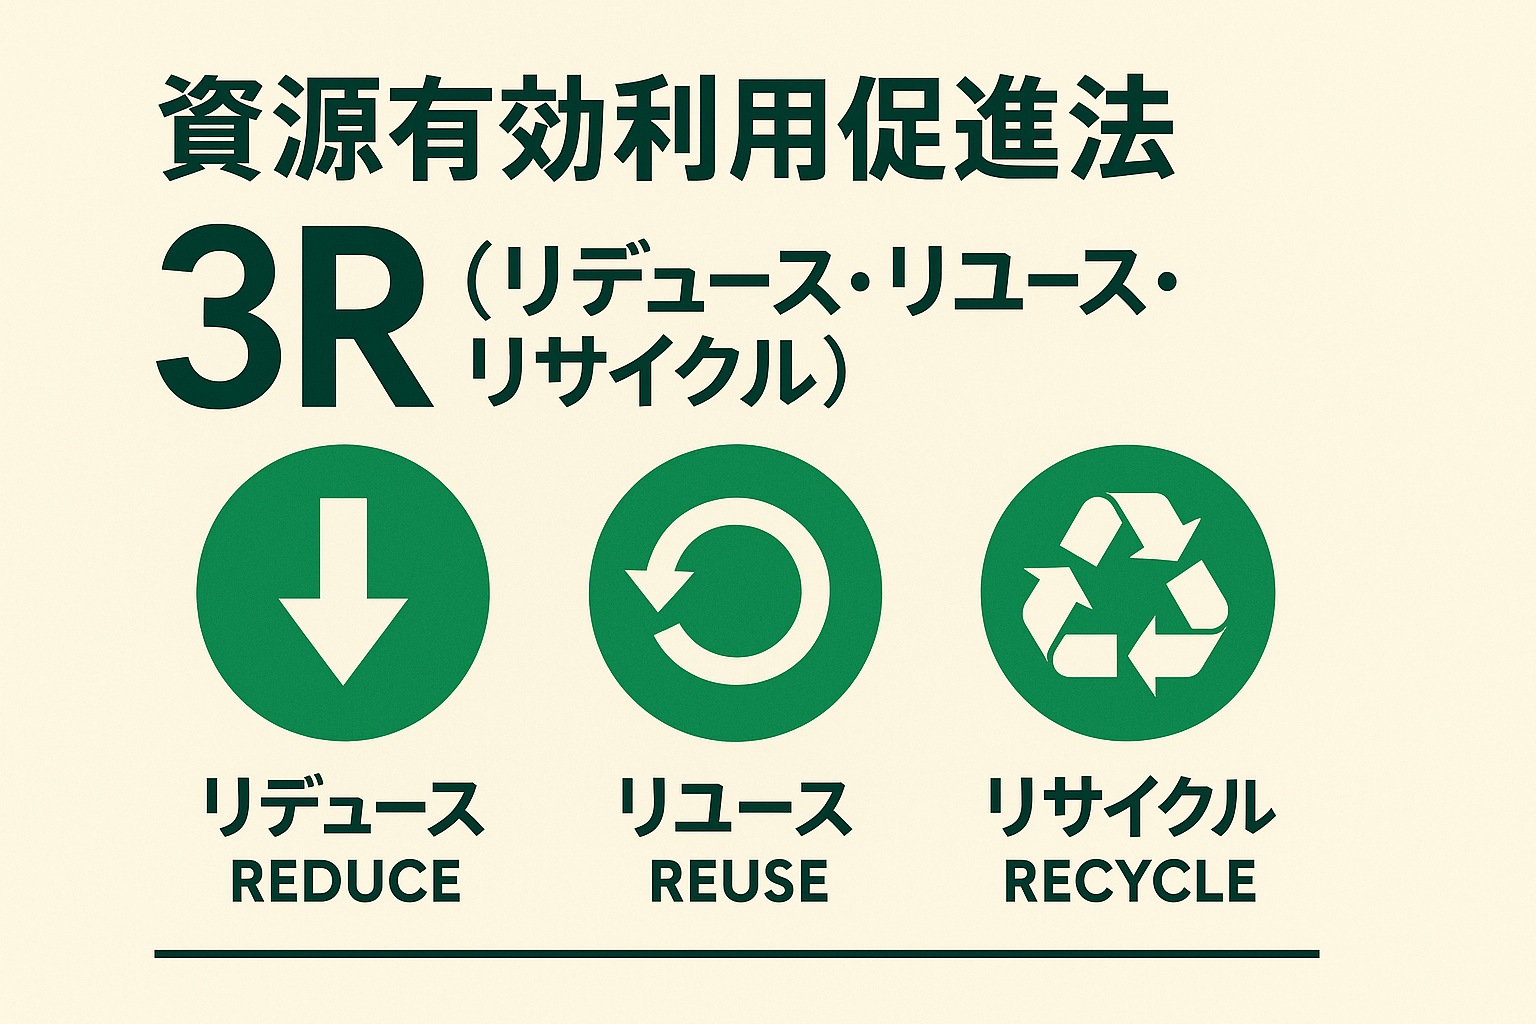 資源有効利用促進法
3R（リデュース・リユース・
リサイクル）
リデュース リユース リサイクル
REDUCE REUSE RECYCLE